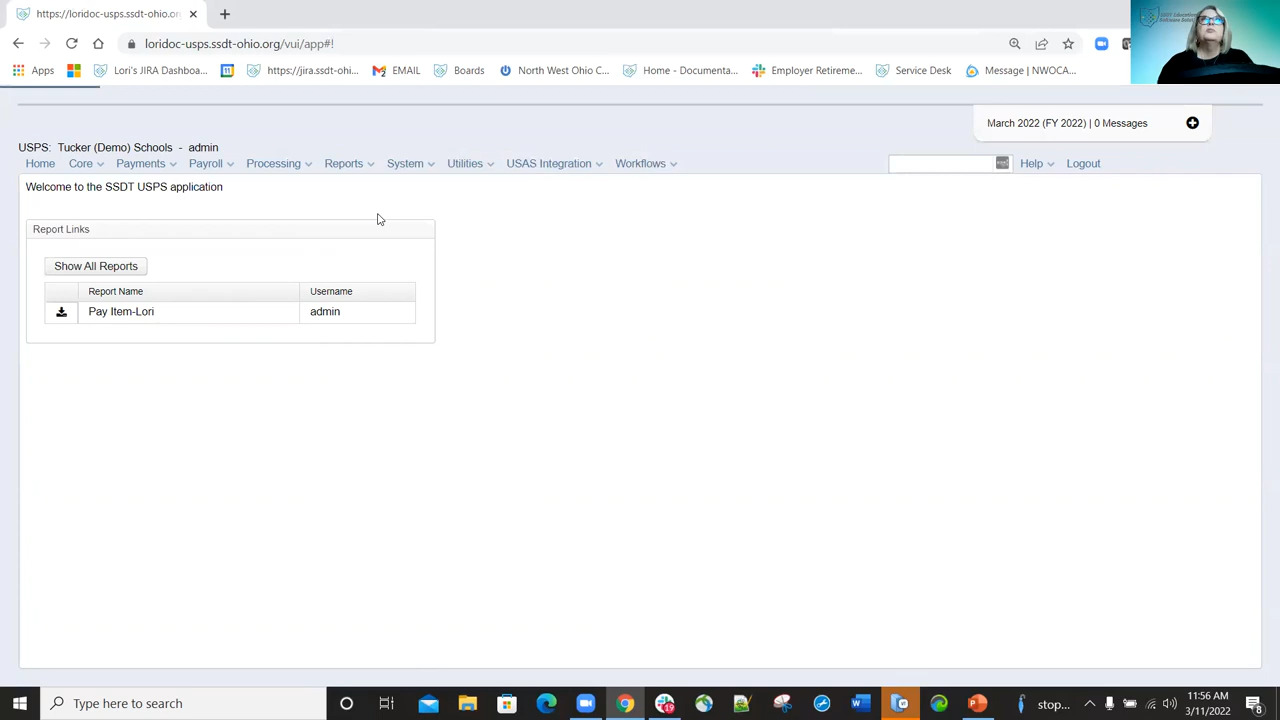 https://loridoc-usps.ssdt-ohio.org
loridoc-usps.ssdt-ohio.org/vui/app#!
Apps
Lori's JIRA Dashboa...
https://jira.ssdt-ohi...
EMAIL
Boards
North West Ohio C...
Home - Documenta...
Employer Retireme...
Service Desk
Message | NWOCA...
March 2022 (FY 2022) | 0 Messages
USPS: Tucker (Demo) Schools - admin
Home Core Payments Payroll Processing Reports System Utilities USAS Integration Workflows Help Logout
Welcome to the SSDT USPS application
Report Links
Show All Reports
Report Name Username
Pay Item-Lori admin
Type here to search
19
stop...
11:56 AM
3/11/2022
8